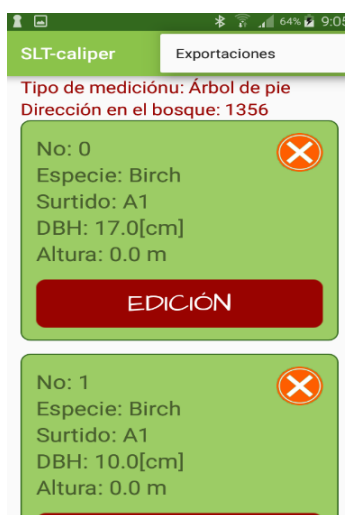 64% 9:05
SLT-caliper
Exportaciones
Tipo de mediciónu: Árbol de pie
Dirección en el bosque: 1356
No: 0
Especie: Birch
Surtido: A1
DBH: 17.0[cm]
Altura: 0.0 m
EDICIÓN
No: 1
Especie: Birch
Surtido: A1
DBH: 10.0[cm]
Altura: 0.0 m